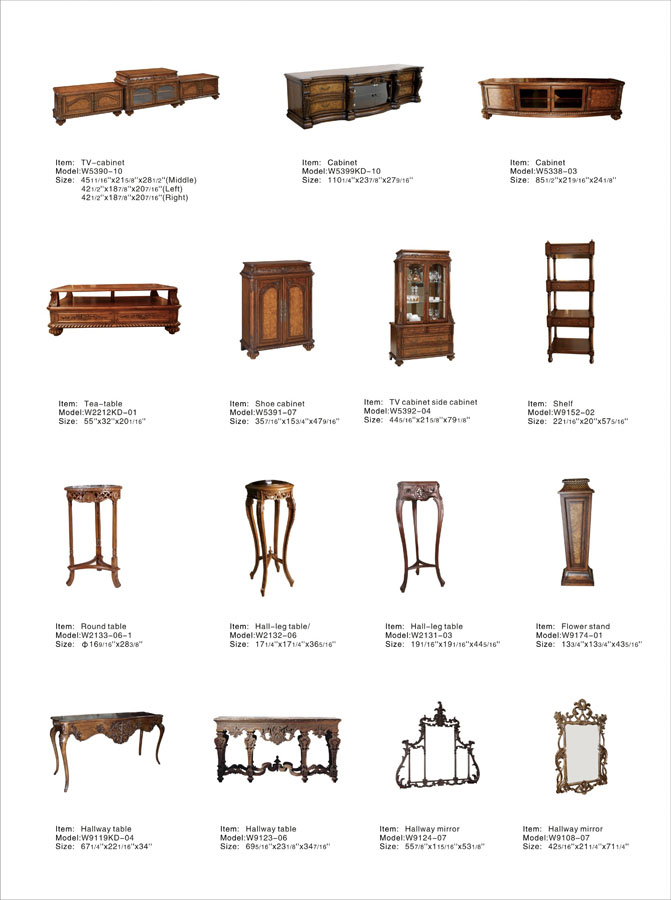 Item: TV-cabinet
Model:W5390-10
Size: 45 11/16"x21 5/8"x28 1/2"(Middle)
42 1/2"x18 7/8"x20 7/16"(Left)
42 1/2"x18 7/8"x20 7/16"(Right)
Item: Cabinet
Model:W5399KD-10
Size: 110 1/4"x23 7/8"x27 9/16"
Item: Cabinet
Model:W5338-03
Size: 85 1/2"x21 9/16"x24 1/8"
Item: Tea-table
Model:W2212KD-01
Size: 55"x32"x20 1/16"
Item: Shoe cabinet
Model:W5391-07
Size: 35 7/16"x15 3/4"x47 9/16"
Item: TV cabinet side cabinet
Model:W5392-04
Size: 44 5/16"x21 5/8"x79 1/8"
Item: Shelf
Model:W9152-02
Size: 22 1/16"x20"x57 5/16"
Item: Round table
Model:W2133-06-1
Size: Φ16 9/16"x28 3/8"
Item: Hall-leg table/
Model:W2132-06
Size: 17 1/4"x17 1/4"x36 5/16"
Item: Hall-leg table
Model:W2131-03
Size: 19 1/16"x19 1/16"x44 5/16"
Item: Flower stand
Model:W9174-01
Size: 13 3/4"x13 3/4"x43 5/16"
Item: Hallway table
Model:W9119KD-04
Size: 67 1/4"x22 1/16"x34"
Item: Hallway table
Model:W9123-06
Size: 69 5/16"x23 1/8"x34 7/16"
Item: Hallway mirror
Model:W9124-07
Size: 55 7/8"x1 15/16"x53 1/8"
Item: Hallway mirror
Model:W9108-07
Size: 42 5/16"x21 1/4"x71 1/4"